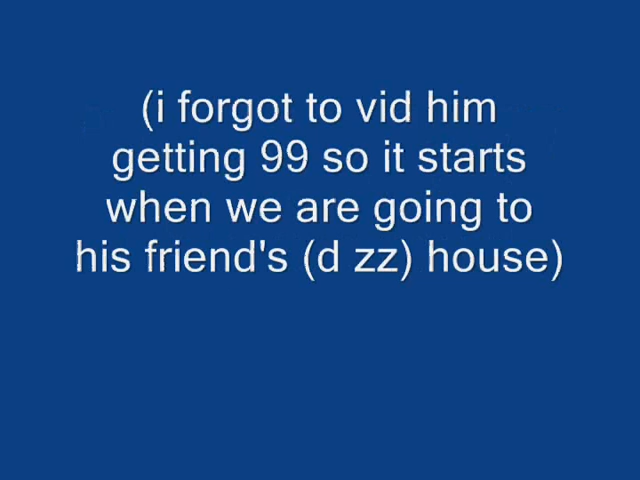 (i forgot to vid him
getting 99 so it starts
when we are going to
his friend's (d zz) house)